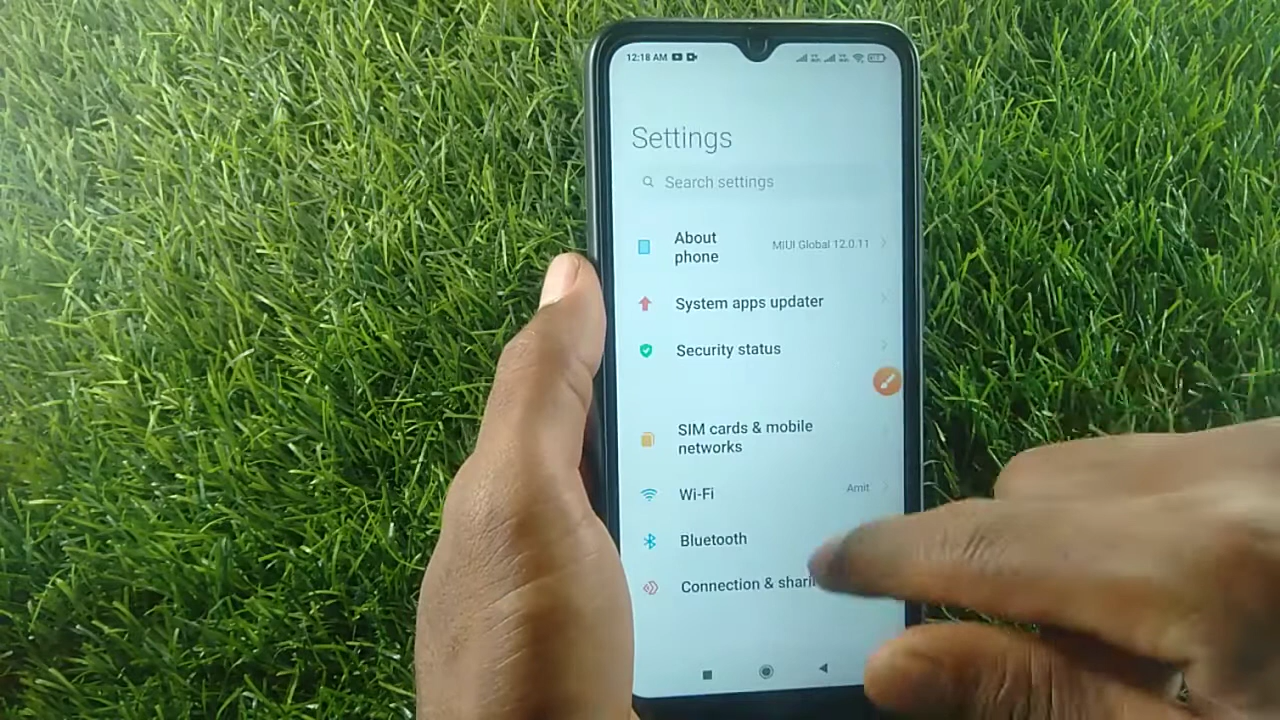 12:18 AM
Settings
Search settings
About
phone
MIUI Global 12.0.11
System apps updater
Security status
SIM cards & mobile
networks
Wi-Fi
Amit
Bluetooth
Connection & shari